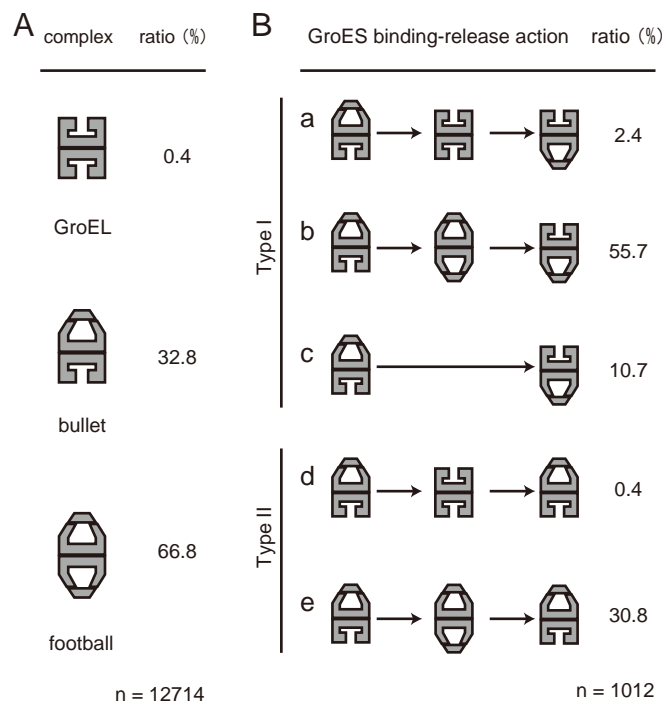 A complex ratio (%)
0.4
GroEL
32.8
bullet
66.8
football
n = 12714
B GroES binding-release action ratio (%)
Type I
a
2.4
b
55.7
c
10.7
Type II
d
0.4
e
30.8
n = 1012